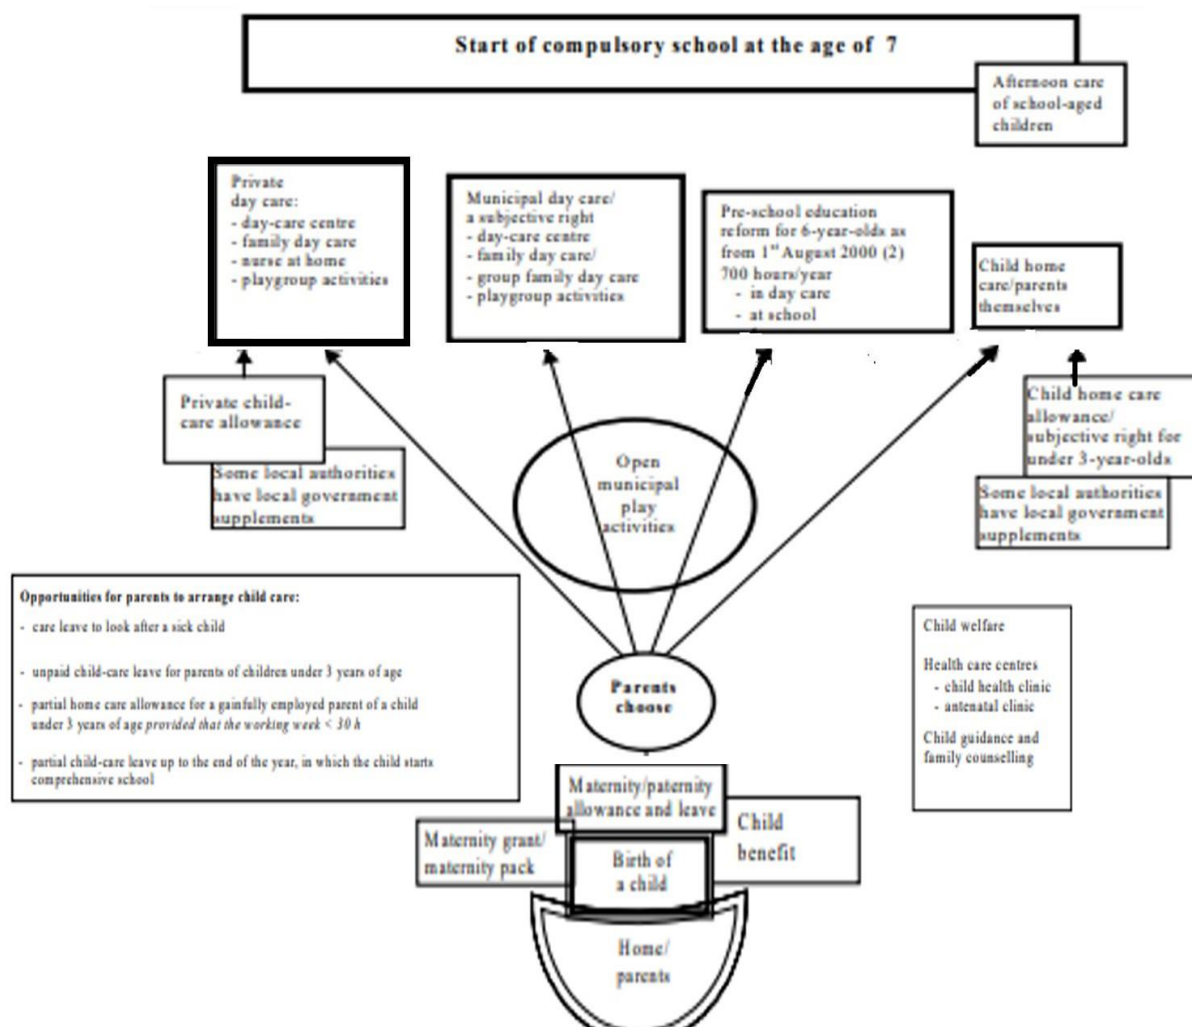 Start of compulsory school at the age of 7
Afternoon care
of school-aged
children
Private
day care:
- day-care centre
- family day care
- nurse at home
- playgroup activities
Municipal day care/
a subjective right
- day-care centre
- family day care/
- group family day care
- playgroup activities
Pre-school education
reform for 6-year-olds as
from 1st August 2000 (2)
700 hours/year
- in day care
- at school
Child home
care/parents
themselves
Private child-
care allowance
Some local authorities
have local government
supplements
Open
municipal
play
activities
Child home care
allowance/
subjective right for
under 3-year-olds
Some local authorities
have local government
supplements
Opportunities for parents to arrange child care:
- care leave to look after a sick child
- unpaid child-care leave for parents of children under 3 years of age
- partial home care allowance for a gainfully employed parent of a child
under 3 years of age provided that the working week < 30 h
- partial child-care leave up to the end of the year, in which the child starts
comprehensive school
Parents
choose
Child welfare
Health care centres
- child health clinic
- antenatal clinic
Child guidance and
family counselling
Maternity/paternity
allowance and leave
Maternity grant/
maternity pack
Child
benefit
Birth of
a child
Home/
parents